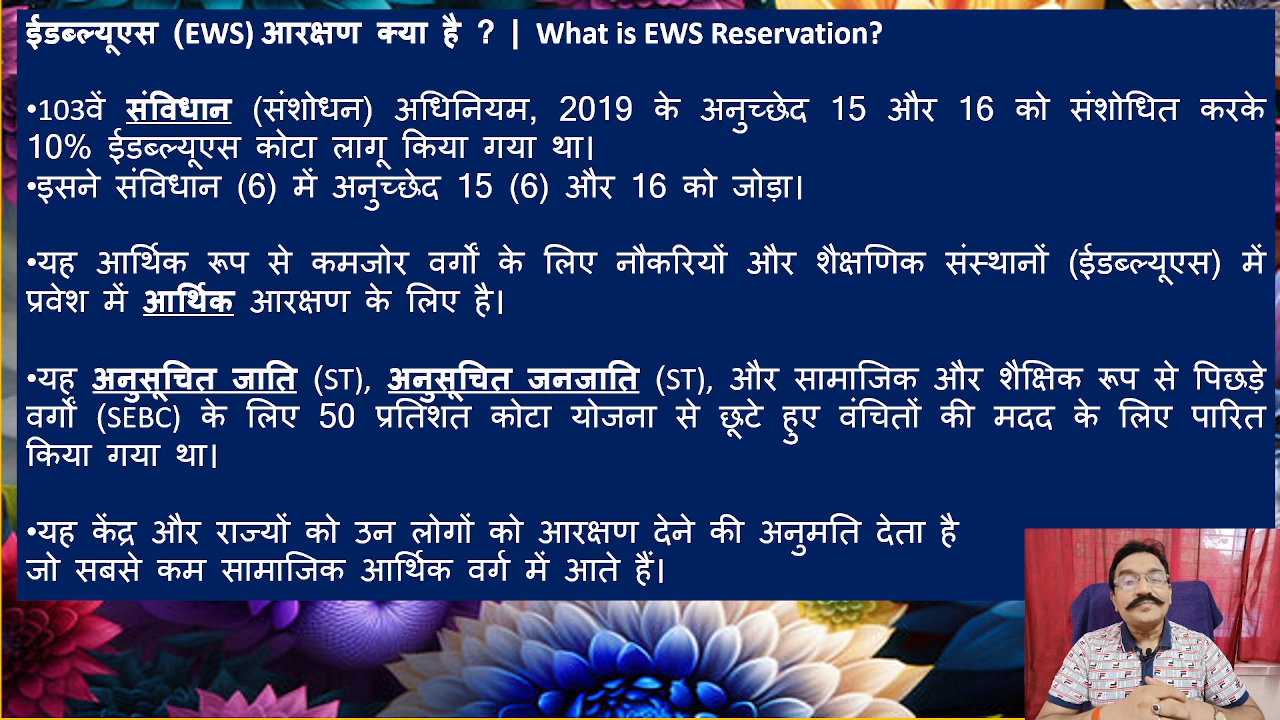 ईडब्ल्यूएस (EWS) आरक्षण क्या है ? | What is EWS Reservation?
•103वें संविधान (संशोधन) अधिनियम, 2019 के अनुच्छेद 15 और 16 को संशोधित करके
10% ईडब्ल्यूएस कोटा लागू किया गया था।
•इसने संविधान (6) में अनुच्छेद 15 (6) और 16 को जोड़ा।
•यह आर्थिक रूप से कमजोर वर्गों के लिए नौकरियों और शैक्षणिक संस्थानों (ईडब्ल्यूएस) में
प्रवेश में आर्थिक आरक्षण के लिए है।
•यह अनुसूचित जाति (ST), अनुसूचित जनजाति (ST), और सामाजिक और शैक्षिक रूप से पिछड़े
वर्गों (SEBC) के लिए 50 प्रतिशत कोटा योजना से छूटे हुए वंचितों की मदद के लिए पारित
किया गया था।
•यह केंद्र और राज्यों को उन लोगों को आरक्षण देने की अनुमति देता है
जो सबसे कम सामाजिक आर्थिक वर्ग में आते हैं।